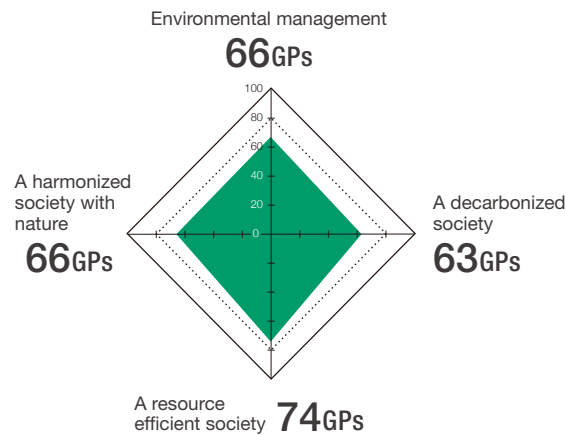 Environmental management
66GPs
100
80
60
40
20
0
A harmonized
society with
nature
66GPs
A decarbonized
society
63GPs
A resource
efficient society 74GPs